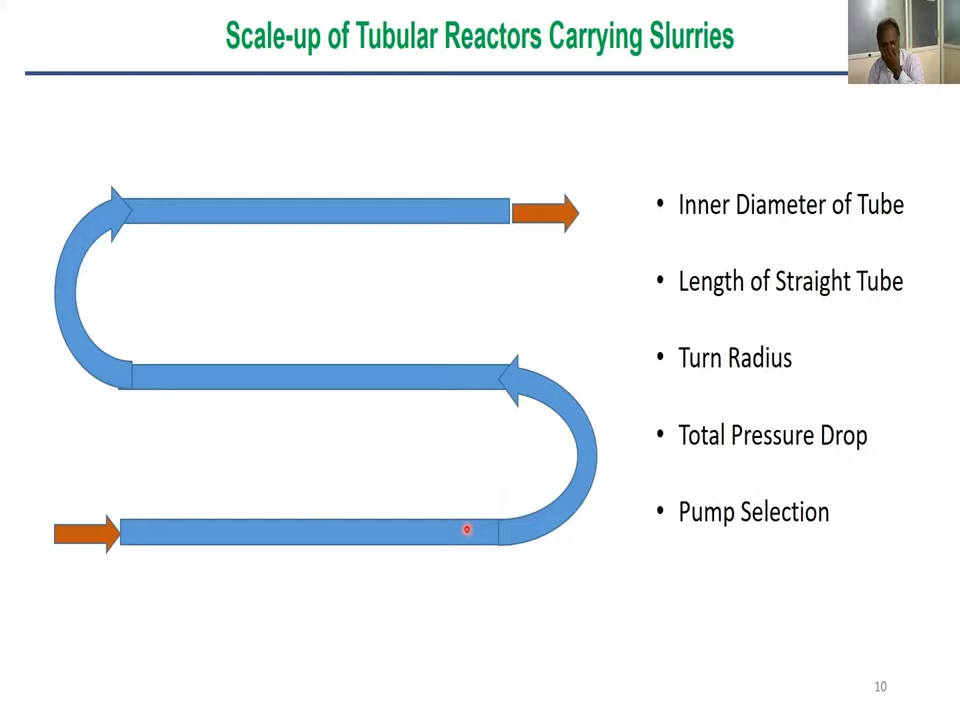 Scale-up of Tubular Reactors Carrying Slurries
• Inner Diameter of Tube
• Length of Straight Tube
• Turn Radius
• Total Pressure Drop
• Pump Selection
10